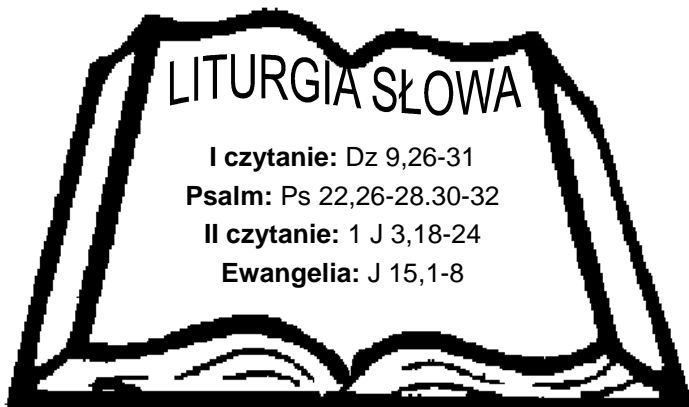 LITURGIA SŁOWA
I czytanie: Dz 9,26-31
Psalm: Ps 22,26-28.30-32
II czytanie: 1 J 3,18-24
Ewangelia: J 15,1-8